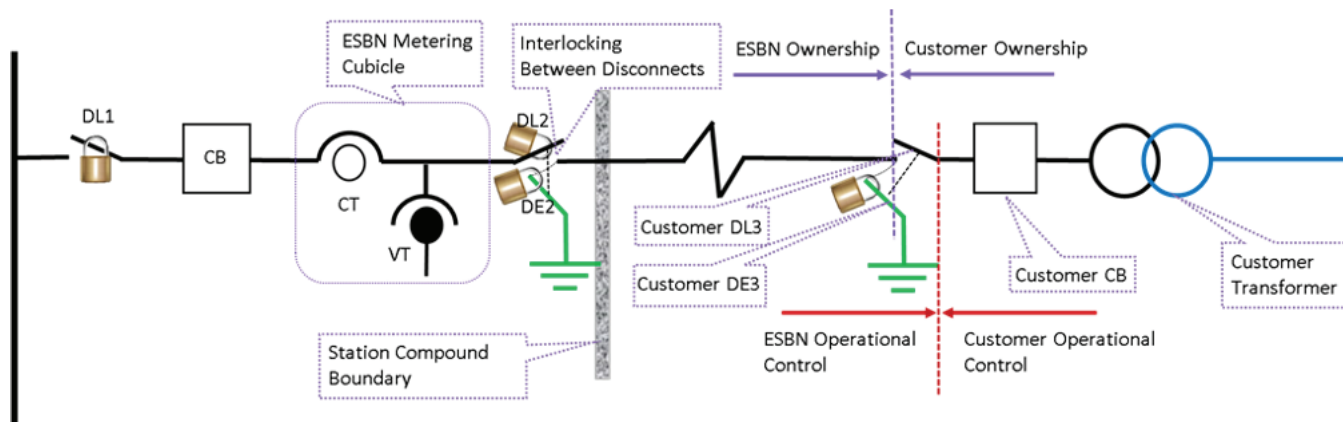 ESBN Metering
Cubicle
Interlocking
Between Disconnects
ESBN Ownership
Customer Ownership
DL1
DL2
CB
CT
DE2
VT
Customer DL3
Customer DE3
Customer CB
Customer
Transformer
Station Compound
Boundary
ESBN Operational
Control
Customer Operational
Control